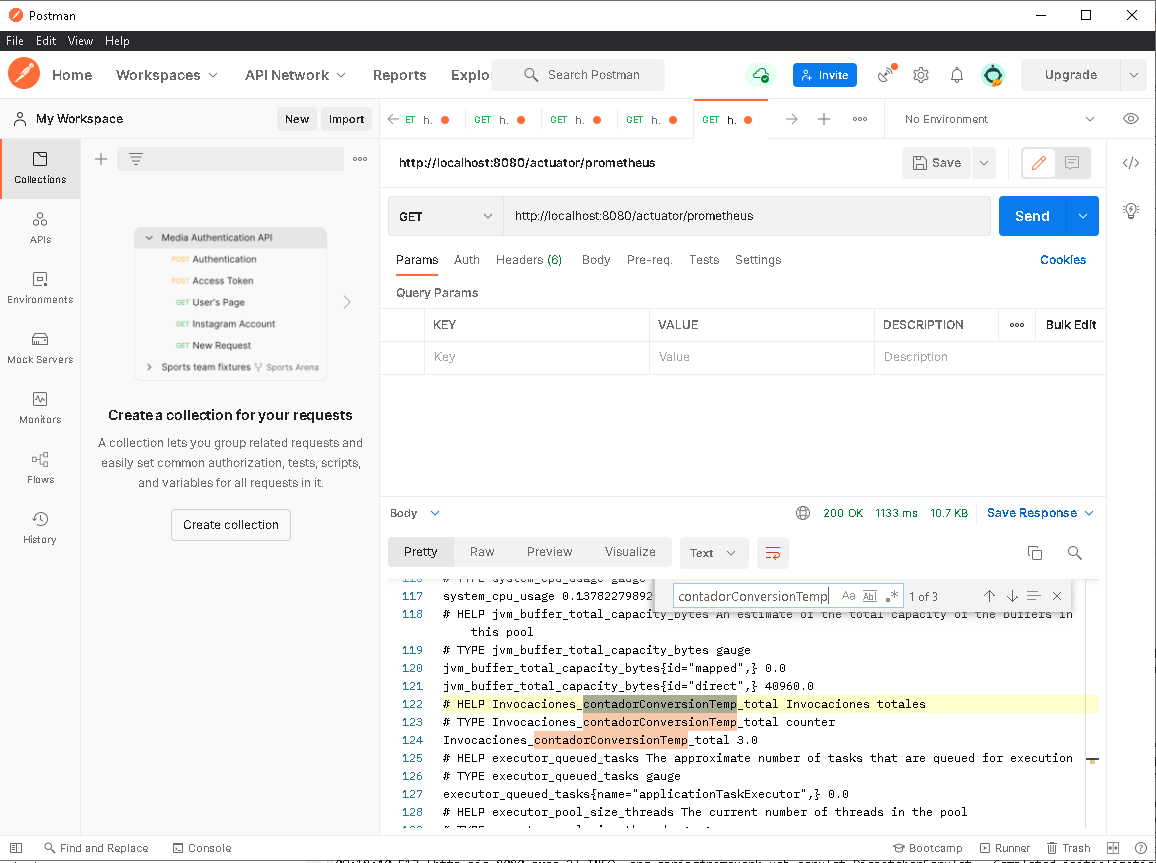 Postman
File Edit View Help
Home Workspaces API Network Reports Explo Search Postman Invite Upgrade
My Workspace New Import
ET h. GET h. GET h. GET h. GET h. No Environment
Collections
APIs
Environments
Mock Servers
Monitors
Flows
History
Media Authentication API
POST Authentication
POST Access Token
GET User's Page
GET Instagram Account
GET New Request
Sports team fixtures Sports Arena
Create a collection for your requests
A collection lets you group related requests and
easily set common authorization, tests, scripts,
and variables for all requests in it.
Create collection
http://localhost:8080/actuator/prometheus Save
GET http://localhost:8080/actuator/prometheus Send
Params Auth Headers (6) Body Pre-req. Tests Settings Cookies
Query Params
KEY VALUE DESCRIPTION Bulk Edit
Key Value Description
Body 200 OK 1133 ms 10.7 KB Save Response
Pretty Raw Preview Visualize Text
contadorConversionTemp Aa Ab .* 1 of 3
116 # TYPE system_cpu_usage gauge
117 system_cpu_usage 0.13782279892
118 # HELP jvm_buffer_total_capacity_bytes An estimate of the total capacity of the buffers in
this pool
119 # TYPE jvm_buffer_total_capacity_bytes gauge
120 jvm_buffer_total_capacity_bytes{id="mapped",} 0.0
121 jvm_buffer_total_capacity_bytes{id="direct",} 40960.0
122 # HELP Invocaciones_contadorConversionTemp_total Invocaciones totales
123 # TYPE Invocaciones_contadorConversionTemp_total counter
124 Invocaciones_contadorConversionTemp_total 3.0
125 # HELP executor_queued_tasks The approximate number of tasks that are queued for execution
126 # TYPE executor_queued_tasks gauge
127 executor_queued_tasks{name="applicationTaskExecutor",} 0.0
128 # HELP executor_pool_size_threads The current number of threads in the pool
Find and Replace Console Bootcamp Runner Trash